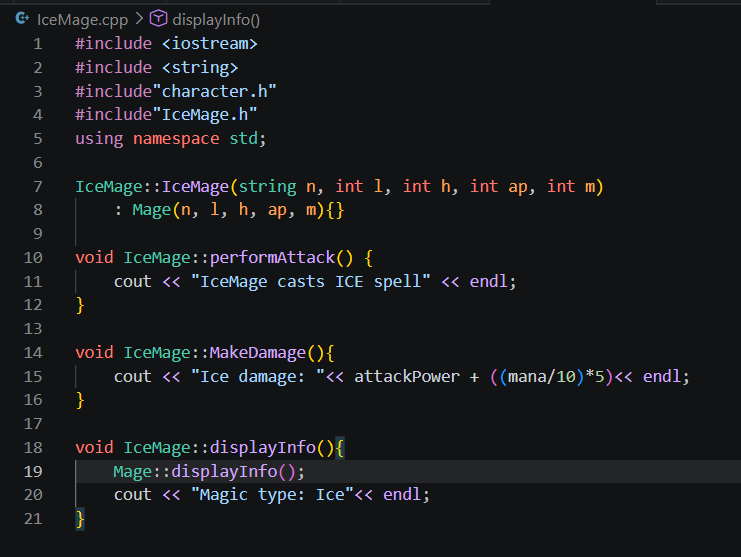 IceMage.cpp > displayInfo()
1 #include <iostream>
2 #include <string>
3 #include"character.h"
4 #include"IceMage.h"
5 using namespace std;
6
7 IceMage::IceMage(string n, int l, int h, int ap, int m)
8     : Mage(n, l, h, ap, m){}
9
10 void IceMage::performAttack() {
11     cout << "IceMage casts ICE spell" << endl;
12 }
13
14 void IceMage::MakeDamage(){
15     cout << "Ice damage: "<< attackPower + ((mana/10)*5)<< endl;
16 }
17
18 void IceMage::displayInfo(){
19     Mage::displayInfo();
20     cout << "Magic type: Ice"<< endl;
21 }